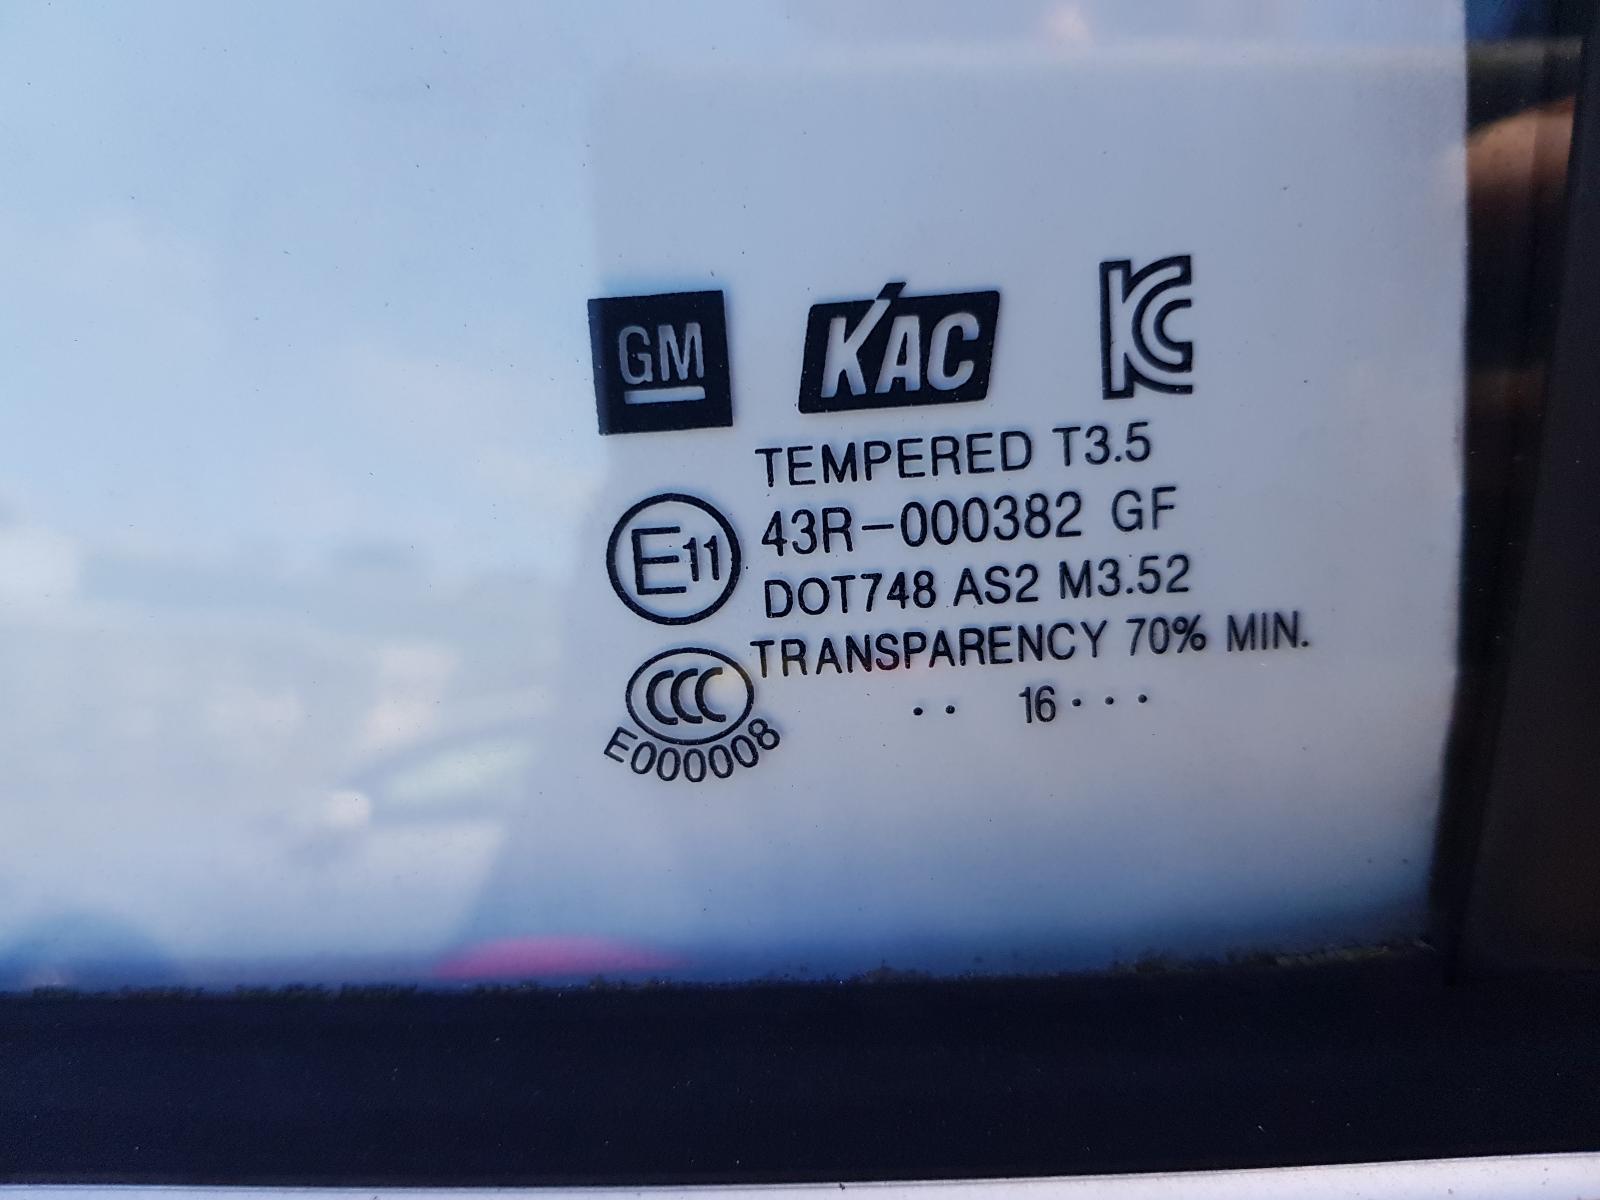 GM KAC KC
TEMPERED T3.5
E11 43R-000382 GF
DOT748 AS2 M3.52
TRANSPARENCY 70% MIN.
CCC
.. 16...
E000008